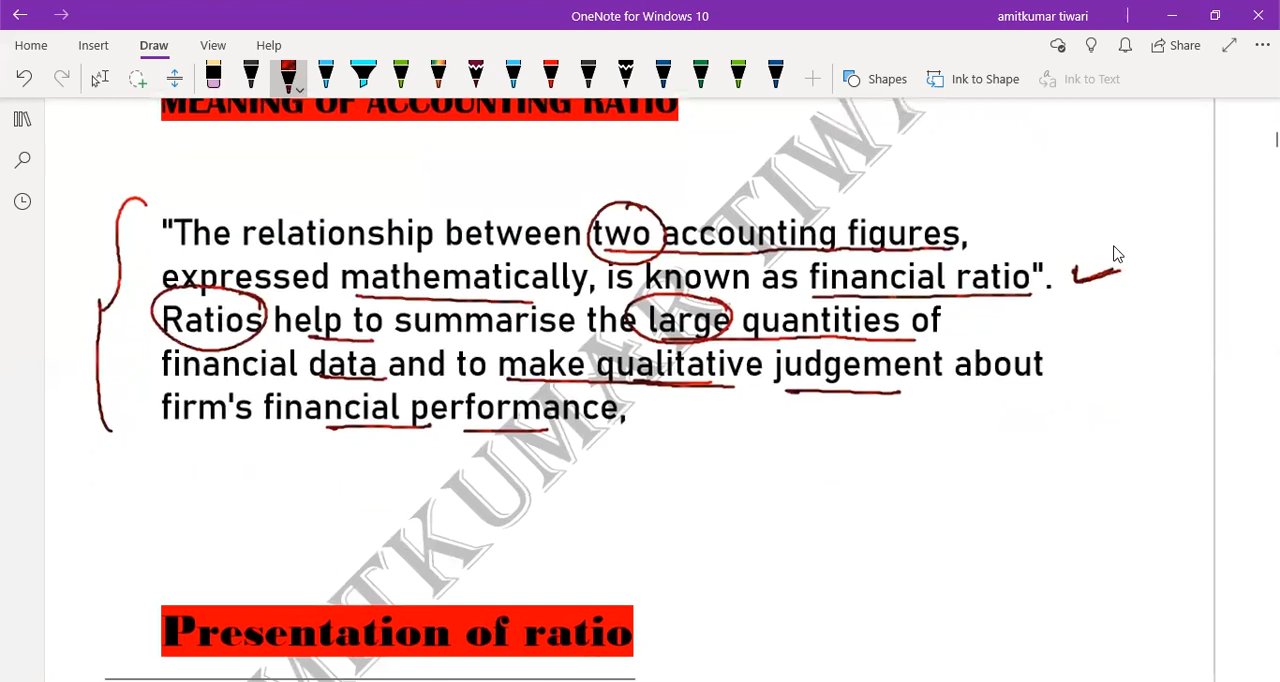 OneNote for Windows 10
amitkumar tiwari
Home Insert Draw View Help
Share
Shapes
Ink to Shape
Ink to Text
MEANING OF ACCOUNTING RATIO
"The relationship between two accounting figures,
expressed mathematically, is known as financial ratio".
Ratios help to summarise the large quantities of
financial data and to make qualitative judgement about
firm's financial performance,
Presentation of ratio
MITKUMAR TIW